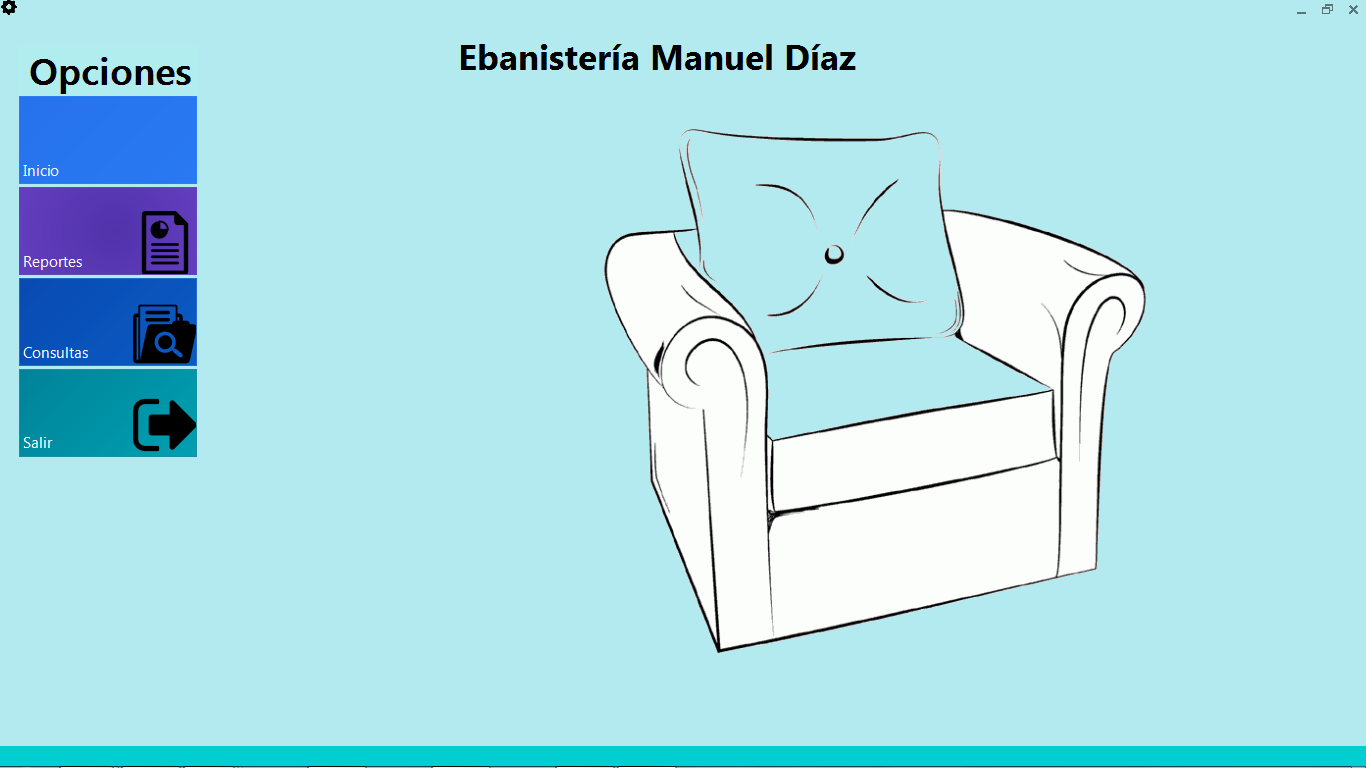 Ebanistería Manuel Díaz
Opciones
Inicio
Reportes
Consultas
Salir